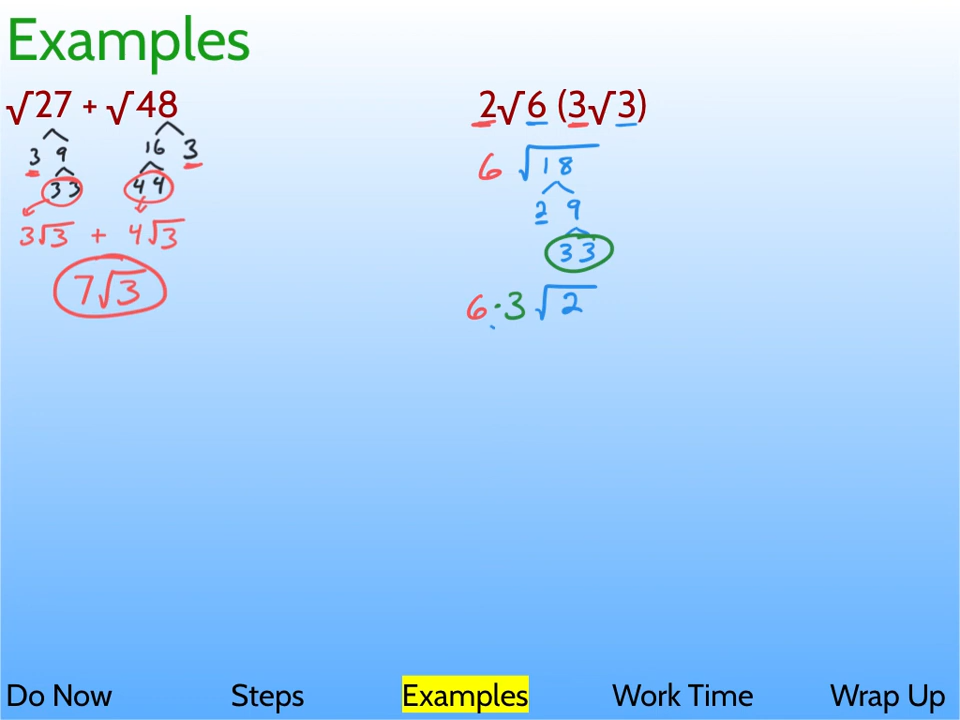 Examples
√27 + √48
3 9 16 3
3 3 4 4
3√3 + 4√3
7√3
2√6 (3√3)
6 √18
2 9
3 3
6 · 3 √2
Do Now Steps Examples Work Time Wrap Up